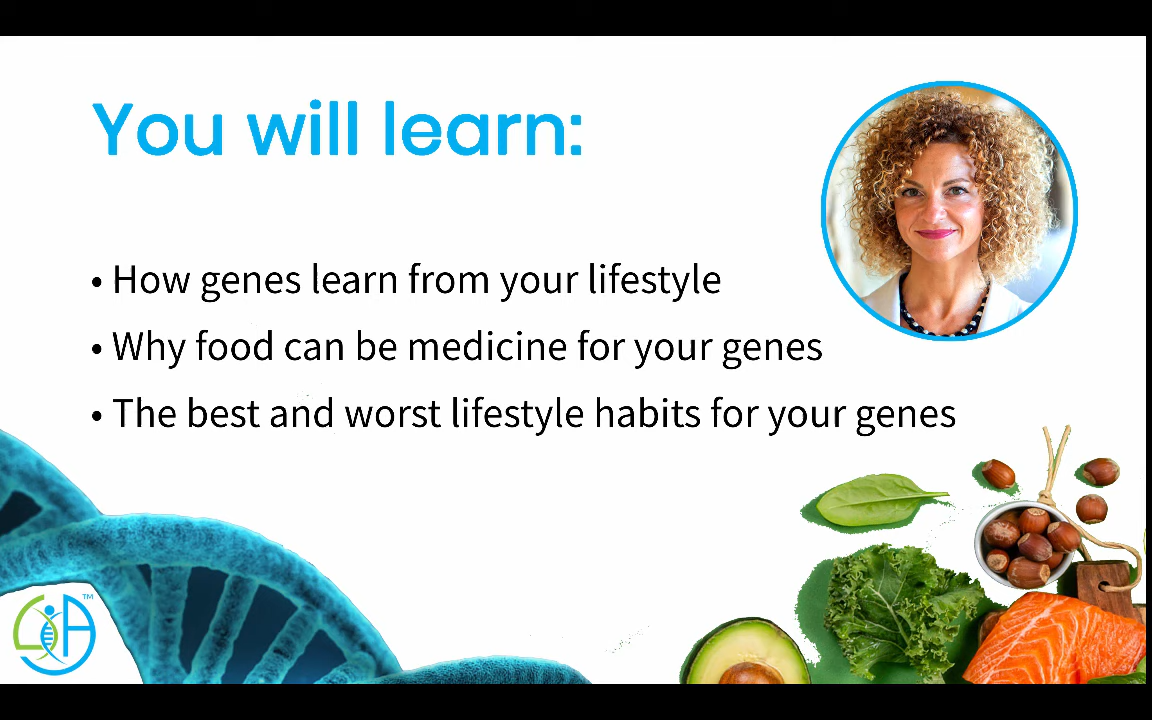 You will learn:
• How genes learn from your lifestyle
• Why food can be medicine for your genes
• The best and worst lifestyle habits for your genes
LA™